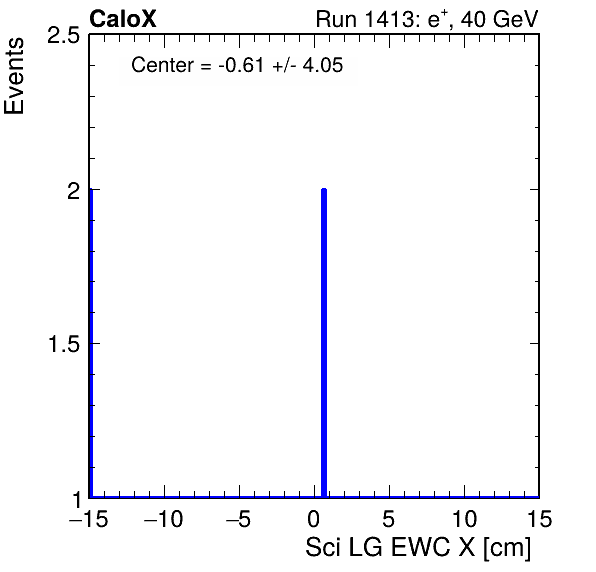 CaloX
Run 1413: e⁺, 40 GeV
Center = -0.61 +/- 4.05
Events
2.5
2
1.5
1
−15 −10 −5 0 5 10 15
Sci LG EWC X [cm]